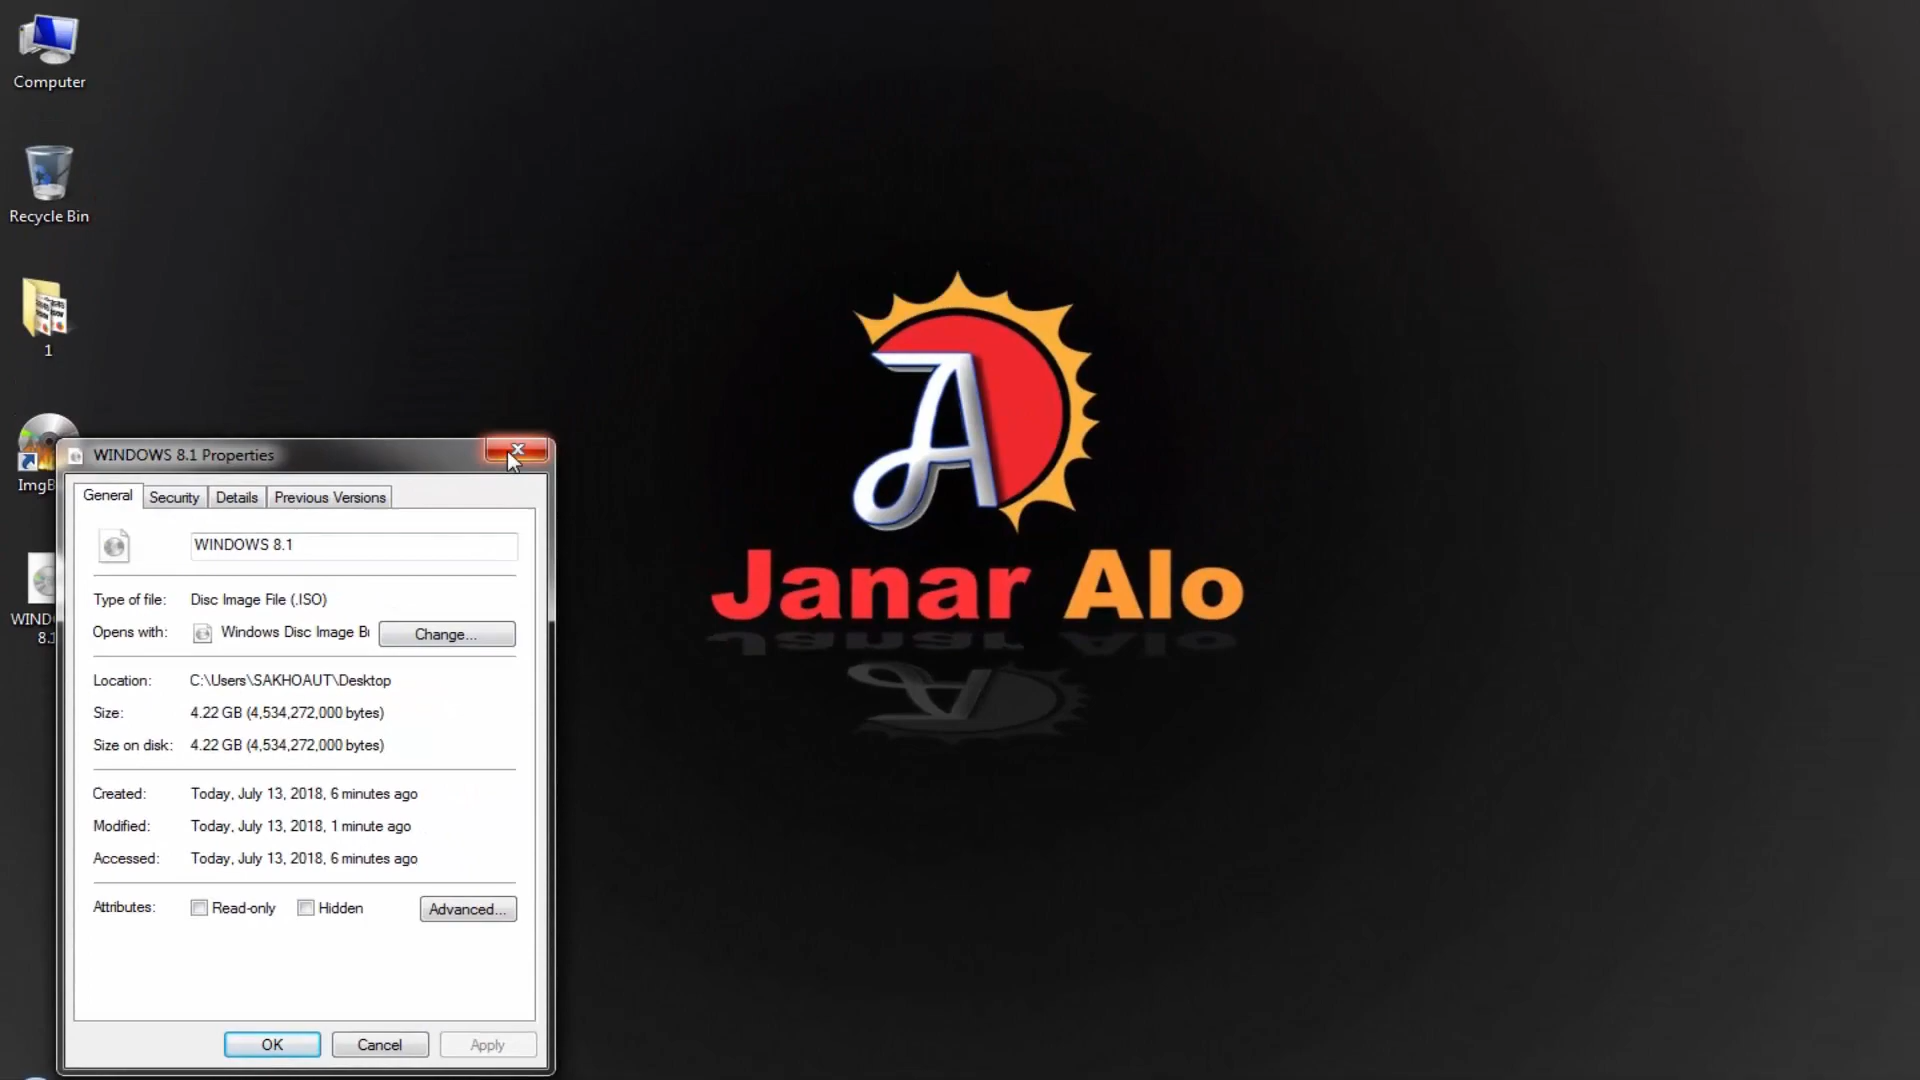 Computer
Recycle Bin
1
ImgB
WIND
8.1
WINDOWS 8.1 Properties
General Security Details Previous Versions
WINDOWS 8.1
Type of file: Disc Image File (.ISO)
Opens with: Windows Disc Image Bu Change...
Location: C:\Users\SAKHOAUT\Desktop
Size: 4.22 GB (4,534,272,000 bytes)
Size on disk: 4.22 GB (4,534,272,000 bytes)
Created: Today, July 13, 2018, 6 minutes ago
Modified: Today, July 13, 2018, 1 minute ago
Accessed: Today, July 13, 2018, 6 minutes ago
Attributes: Read-only Hidden Advanced...
OK Cancel Apply
A
Janar Alo